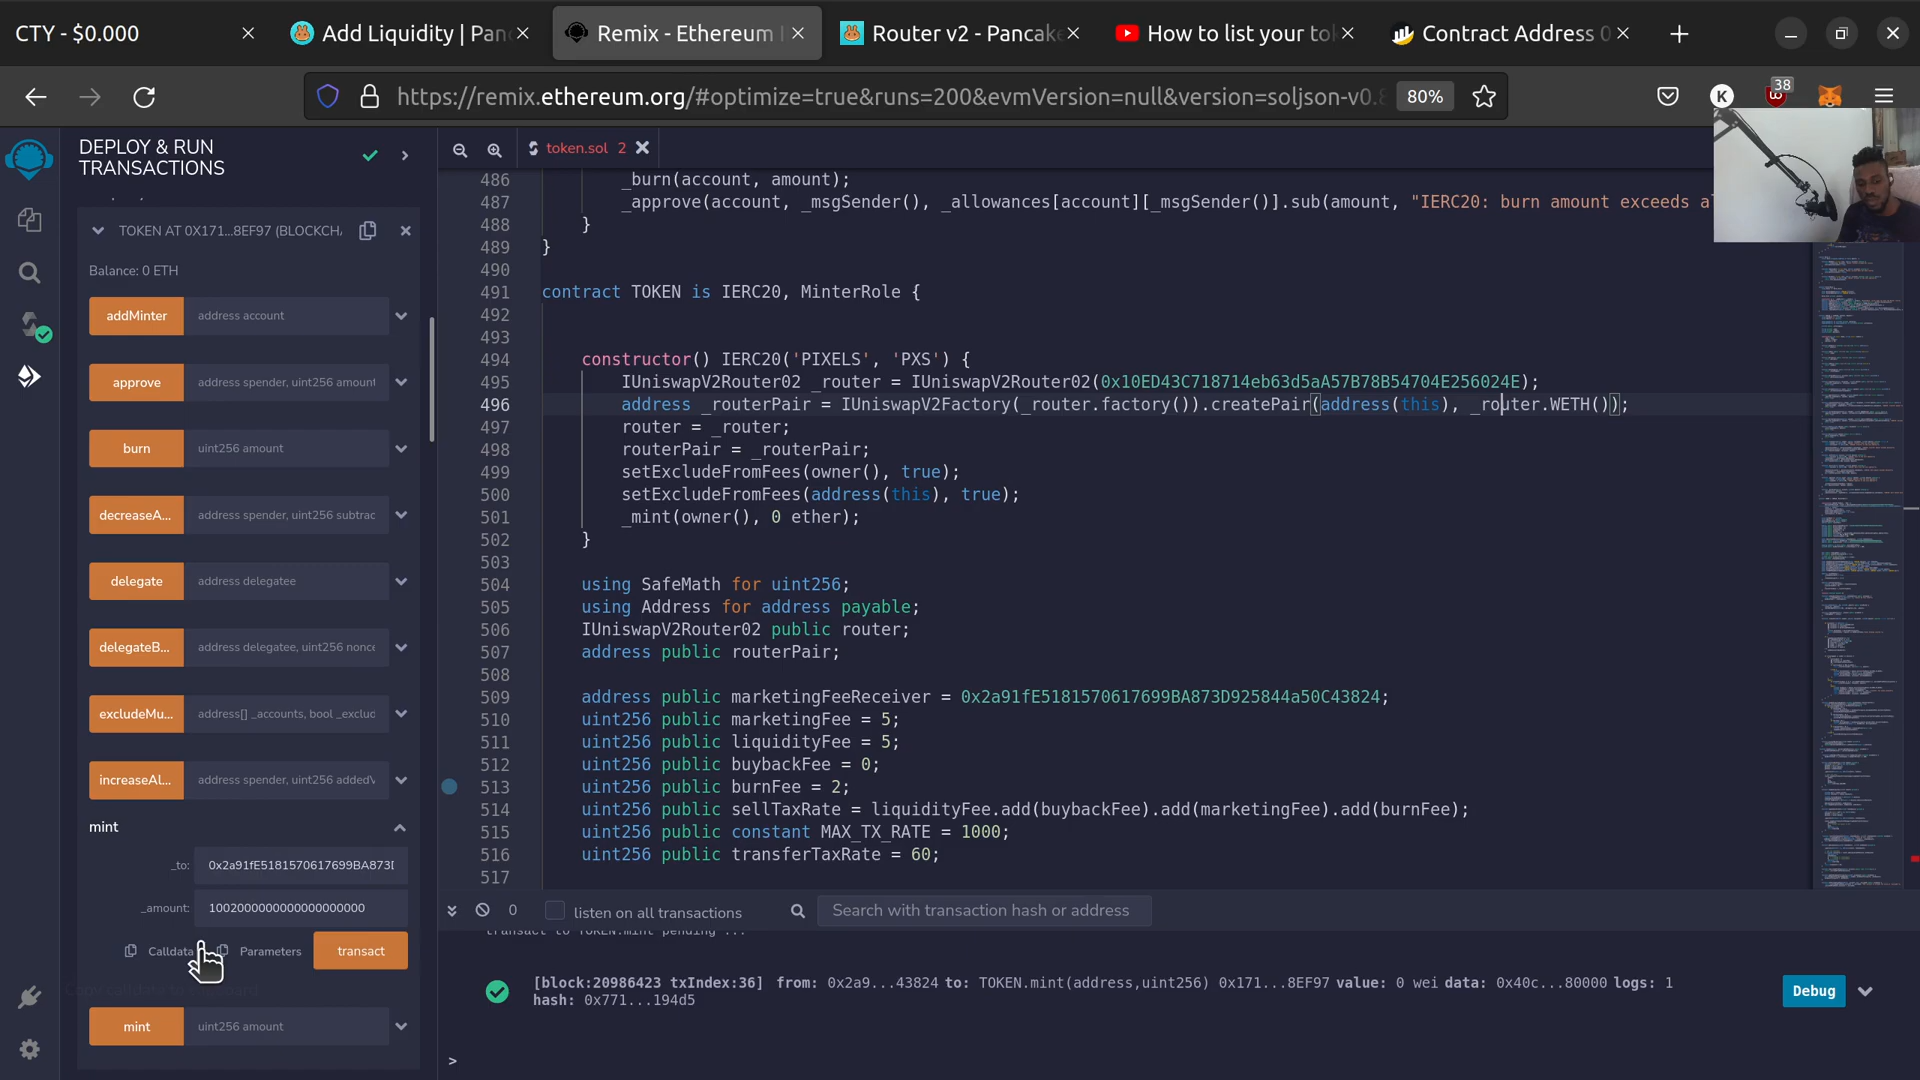 CTY - $0.000
Add Liquidity | Pan
Remix - Ethereum
Router v2 - Pancak
How to list your to
Contract Address 0
https://remix.ethereum.org/#optimize=true&runs=200&evmVersion=null&version=soljson-v0.8
80%
K
38
DEPLOY & RUN
TRANSACTIONS
TOKEN AT 0X171...8EF97 (BLOCKCH
Balance: 0 ETH
addMinter address account
approve address spender, uint256 amount
burn uint256 amount
decreaseA... address spender, uint256 subtrac
delegate address delegatee
delegateB... address delegatee, uint256 nonce
excludeMu... address[] _accounts, bool _exclud
increaseAl... address spender, uint256 added
mint
_to: 0x2a91fE5181570617699BA873
_amount: 1002000000000000000000
Calldata Parameters transact
mint uint256 amount
token.sol 2
486 _burn(account, amount);
487 _approve(account, _msgSender(), _allowances[account][_msgSender()].sub(amount, "IERC20: burn amount exceeds a
488 }
489 }
490
491 contract TOKEN is IERC20, MinterRole {
492
493
494 constructor() IERC20('PIXELS', 'PXS') {
495 IUniswapV2Router02 _router = IUniswapV2Router02(0x10ED43C718714eb63d5aA57B78B54704E256024E);
496 address _routerPair = IUniswapV2Factory(_router.factory()).createPair(address(this), _router.WETH());
497 router = _router;
498 routerPair = _routerPair;
499 setExcludeFromFees(owner(), true);
500 setExcludeFromFees(address(this), true);
501 _mint(owner(), 0 ether);
502 }
503
504 using SafeMath for uint256;
505 using Address for address payable;
506 IUniswapV2Router02 public router;
507 address public routerPair;
508
509 address public marketingFeeReceiver = 0x2a91fE5181570617699BA873D925844a50C43824;
510 uint256 public marketingFee = 5;
511 uint256 public liquidityFee = 5;
512 uint256 public buybackFee = 0;
513 uint256 public burnFee = 2;
514 uint256 public sellTaxRate = liquidityFee.add(buybackFee).add(marketingFee).add(burnFee);
515 uint256 public constant MAX_TX_RATE = 1000;
516 uint256 public transferTaxRate = 60;
517
0 listen on all transactions Search with transaction hash or address
transact to TOKEN.mint pending ...
[block:20986423 txIndex:36] from: 0x2a9...43824 to: TOKEN.mint(address,uint256) 0x171...8EF97 value: 0 wei data: 0x40c...80000 logs: 1
hash: 0x771...194d5
Debug
>